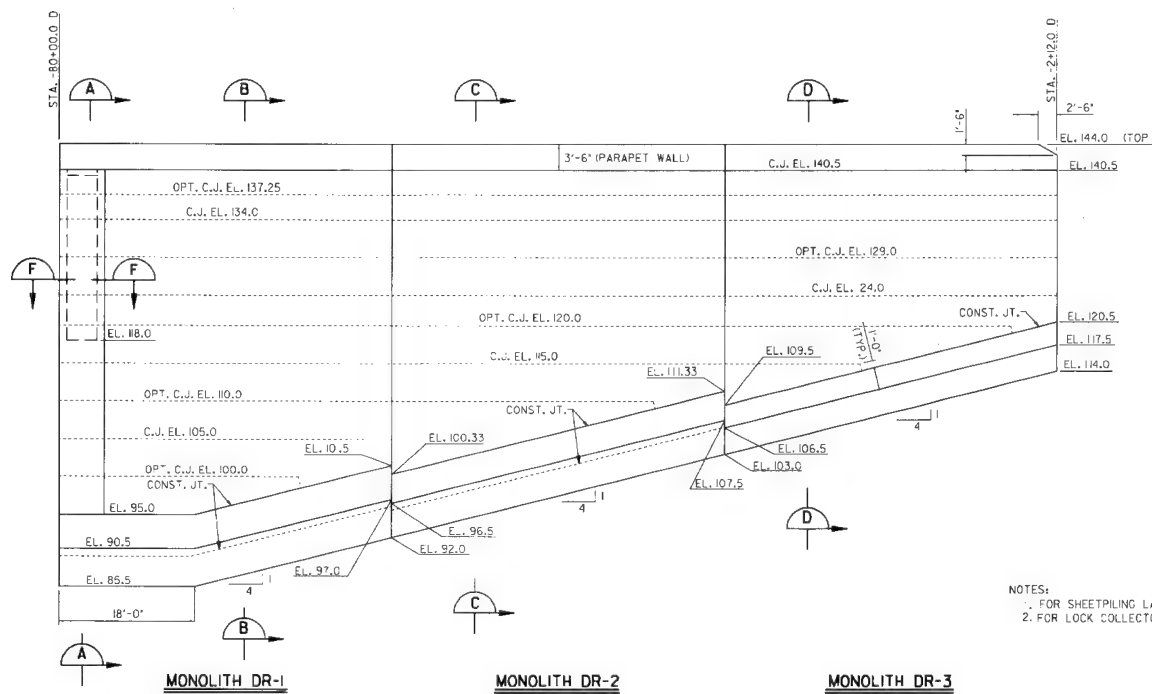 STA. -80+00.0 D
STA. -2+12.0 D
A
B
C
D
2'-6"
1'-6"
EL. 144.0 (TOP
3'-6" (PARAPET WALL)
C.J. EL. 140.5
EL. 140.5
OPT. C.J. EL. 137.25
C.J. EL. 134.0
OPT. C.J. EL. 129.0
F
F
C.J. EL. 24.0
OPT. C.J. EL. 120.0
CONST. JT.
EL. 120.5
EL. 118.0
1'-0"
(TYP.)
EL. 117.5
C.J. EL. 115.0
EL. 109.5
EL. 114.0
EL. 111.33
OPT. C.J. EL. 110.0
CONST. JT.
C.J. EL. 105.0
EL. 10.5
EL. 100.33
1
4
EL. 106.5
EL. 103.0
OPT. C.J. EL. 100.0
CONST. JT.
EL. 107.5
EL. 95.0
1
4
D
EL. 96.5
EL. 90.5
EL. 92.0
EL. 97.0
EL. 85.5
1
4
C
18'-0"
B
NOTES:
1. FOR SHEETPILING LA
2. FOR LOCK COLLECTO
A
MONOLITH DR-1
MONOLITH DR-2
MONOLITH DR-3